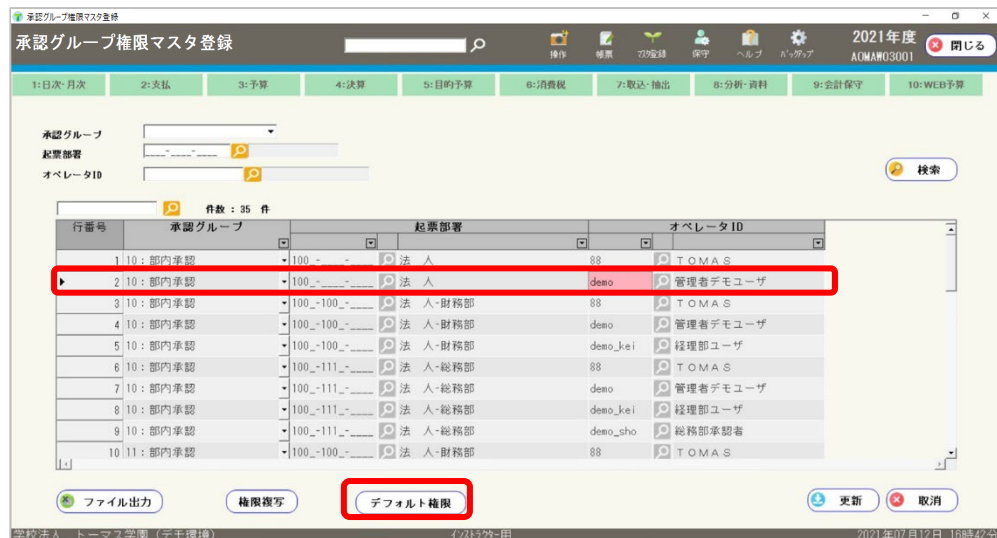 承認グループ権限マスタ登録
承認グループ権限マスタ登録
操作 帳票 マスタ登録 保守 ヘルプ バックアップ
2021年度
AOMAW03001
閉じる
1:日次・月次 2:支払 3:予算 4:決算 5:目的予算 6:消費税 7:取込・抽出 8:分析・資料 9:会計保守 10:WEB予算
承認グループ
起票部署 ____-____-____
オペレータID
検索
件数 : 35 件
行番号 承認グループ 起票部署 オペレータID
1 10 : 部内承認 100_-____-____ 法 人 88 TOMAS
2 10 : 部内承認 100_-____-____ 法 人 demo 管理者デモユーザ
3 10 : 部内承認 100_-100_-____ 法 人-財務部 88 TOMAS
4 10 : 部内承認 100_-100_-____ 法 人-財務部 demo 管理者デモユーザ
5 10 : 部内承認 100_-100_-____ 法 人-財務部 demo_kei 経理部ユーザ
6 10 : 部内承認 100_-111_-____ 法 人-総務部 88 TOMAS
7 10 : 部内承認 100_-111_-____ 法 人-総務部 demo 管理者デモユーザ
8 10 : 部内承認 100_-111_-____ 法 人-総務部 demo_kei 経理部ユーザ
9 10 : 部内承認 100_-111_-____ 法 人-総務部 demo_sho 総務部承認者
10 11 : 部内承認 100_-100_-____ 法 人-財務部 88 TOMAS
ファイル出力 権限複写 デフォルト権限 更新 取消
学校法人 トーマス学園（デモ環境） インストラクター用 2021年07月12日 16時42分